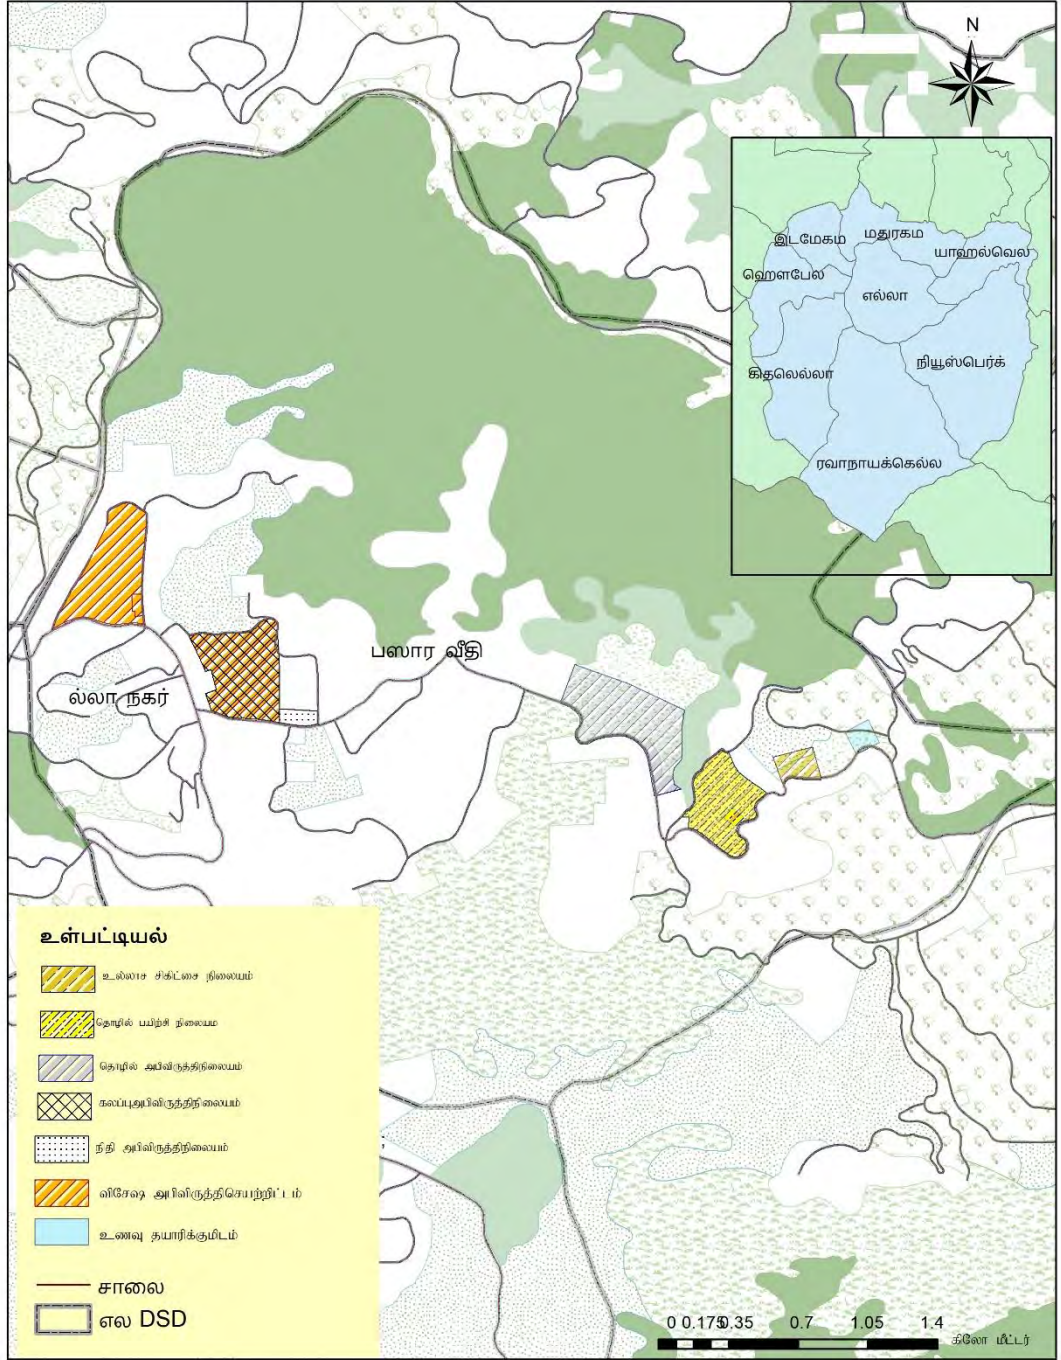 N
இடமேகம
மதுரகம
யாஹல்வெல
ஹெளபேல
எல்லா
நியூஸ்பெர்க்
கிதலெல்லா
ரவாநாயக்கெல்ல
பஸார வீதி
ல்லா நகர்
உள்பட்டியல்
உல்லாச சிகிட்சை நிலையம்
தொழில் பயிற்சி நிலையம
தொழில் அபிவிருத்திநிலையம்
கலப்புஅபிவிருத்திநிலையம்
நிதி அபிவிருத்திநிலையம்
விசேஷ அபிவிருத்திசெயற்றிட்டம்
உணவு தயாரிக்குமிடம்
சாலை
எல DSD
0 0.175 0.35 0.7 1.05 1.4
கிலோ மீட்டர்